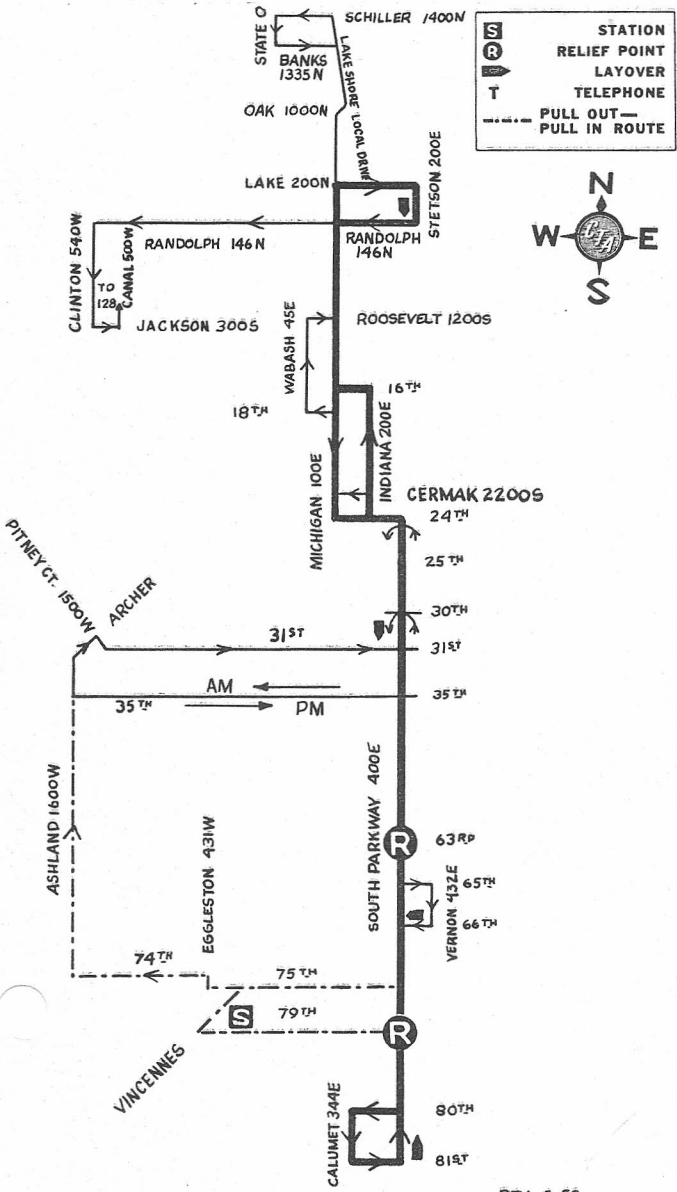 SCHILLER 1400N
STATE 0
BANKS
1335N
LAKE SHORE LOCAL DRIVE
OAK 1000N
S STATION
R RELIEF POINT
LAYOVER
T TELEPHONE
PULL OUT—
PULL IN ROUTE
LAKE 200N
STETSON 200E
N
W CTA E
S
RANDOLPH 146N
RANDOLPH
146N
CLINTON 540W
TO
128
CANAL 500W
JACKSON 300S
WABASH 45E
ROOSEVELT 1200S
16TH
18TH
INDIANA 200E
MICHIGAN 100E
CERMAK 2200S
24TH
25TH
PITNEY CT. 1500W
ARCHER
30TH
31ST
31ST
AM
35TH
35TH
PM
ASHLAND 1600W
EGGLESTON 431W
SOUTH PARKWAY 400E
R
63RD
65TH
VERNON 432E
66TH
74TH
75TH
S
79TH
R
VINCENNES
CALUMET 344E
80TH
81ST